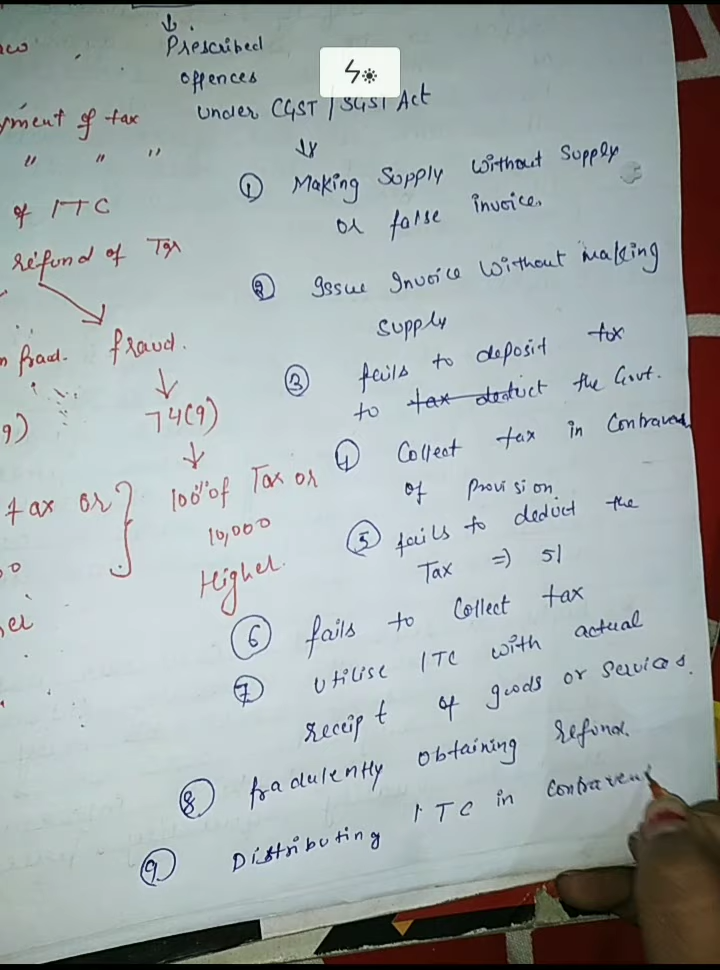 Prescribed
offences
under CGST / SGST Act
① Making Supply without Supply
or false invoice.
② Issue Invoice without making
Supply
③ fails to deposit tax
to tax deduct the Govt.
④ Collect tax in Contraven
of provision.
⑤ fails to deduct the
Tax ⇒ 51
⑥ fails to Collect tax
⑦ Utilise ITC with actual
receipt of goods or services.
⑧ fradulently obtaining refund.
⑨ Distributing ITC in Contraven
yment of tax
" " "
of ITC
refund of Tax
fraud. fraud.
9) 74(9)
tax or } 100% of Tax or
10,000
Higher.